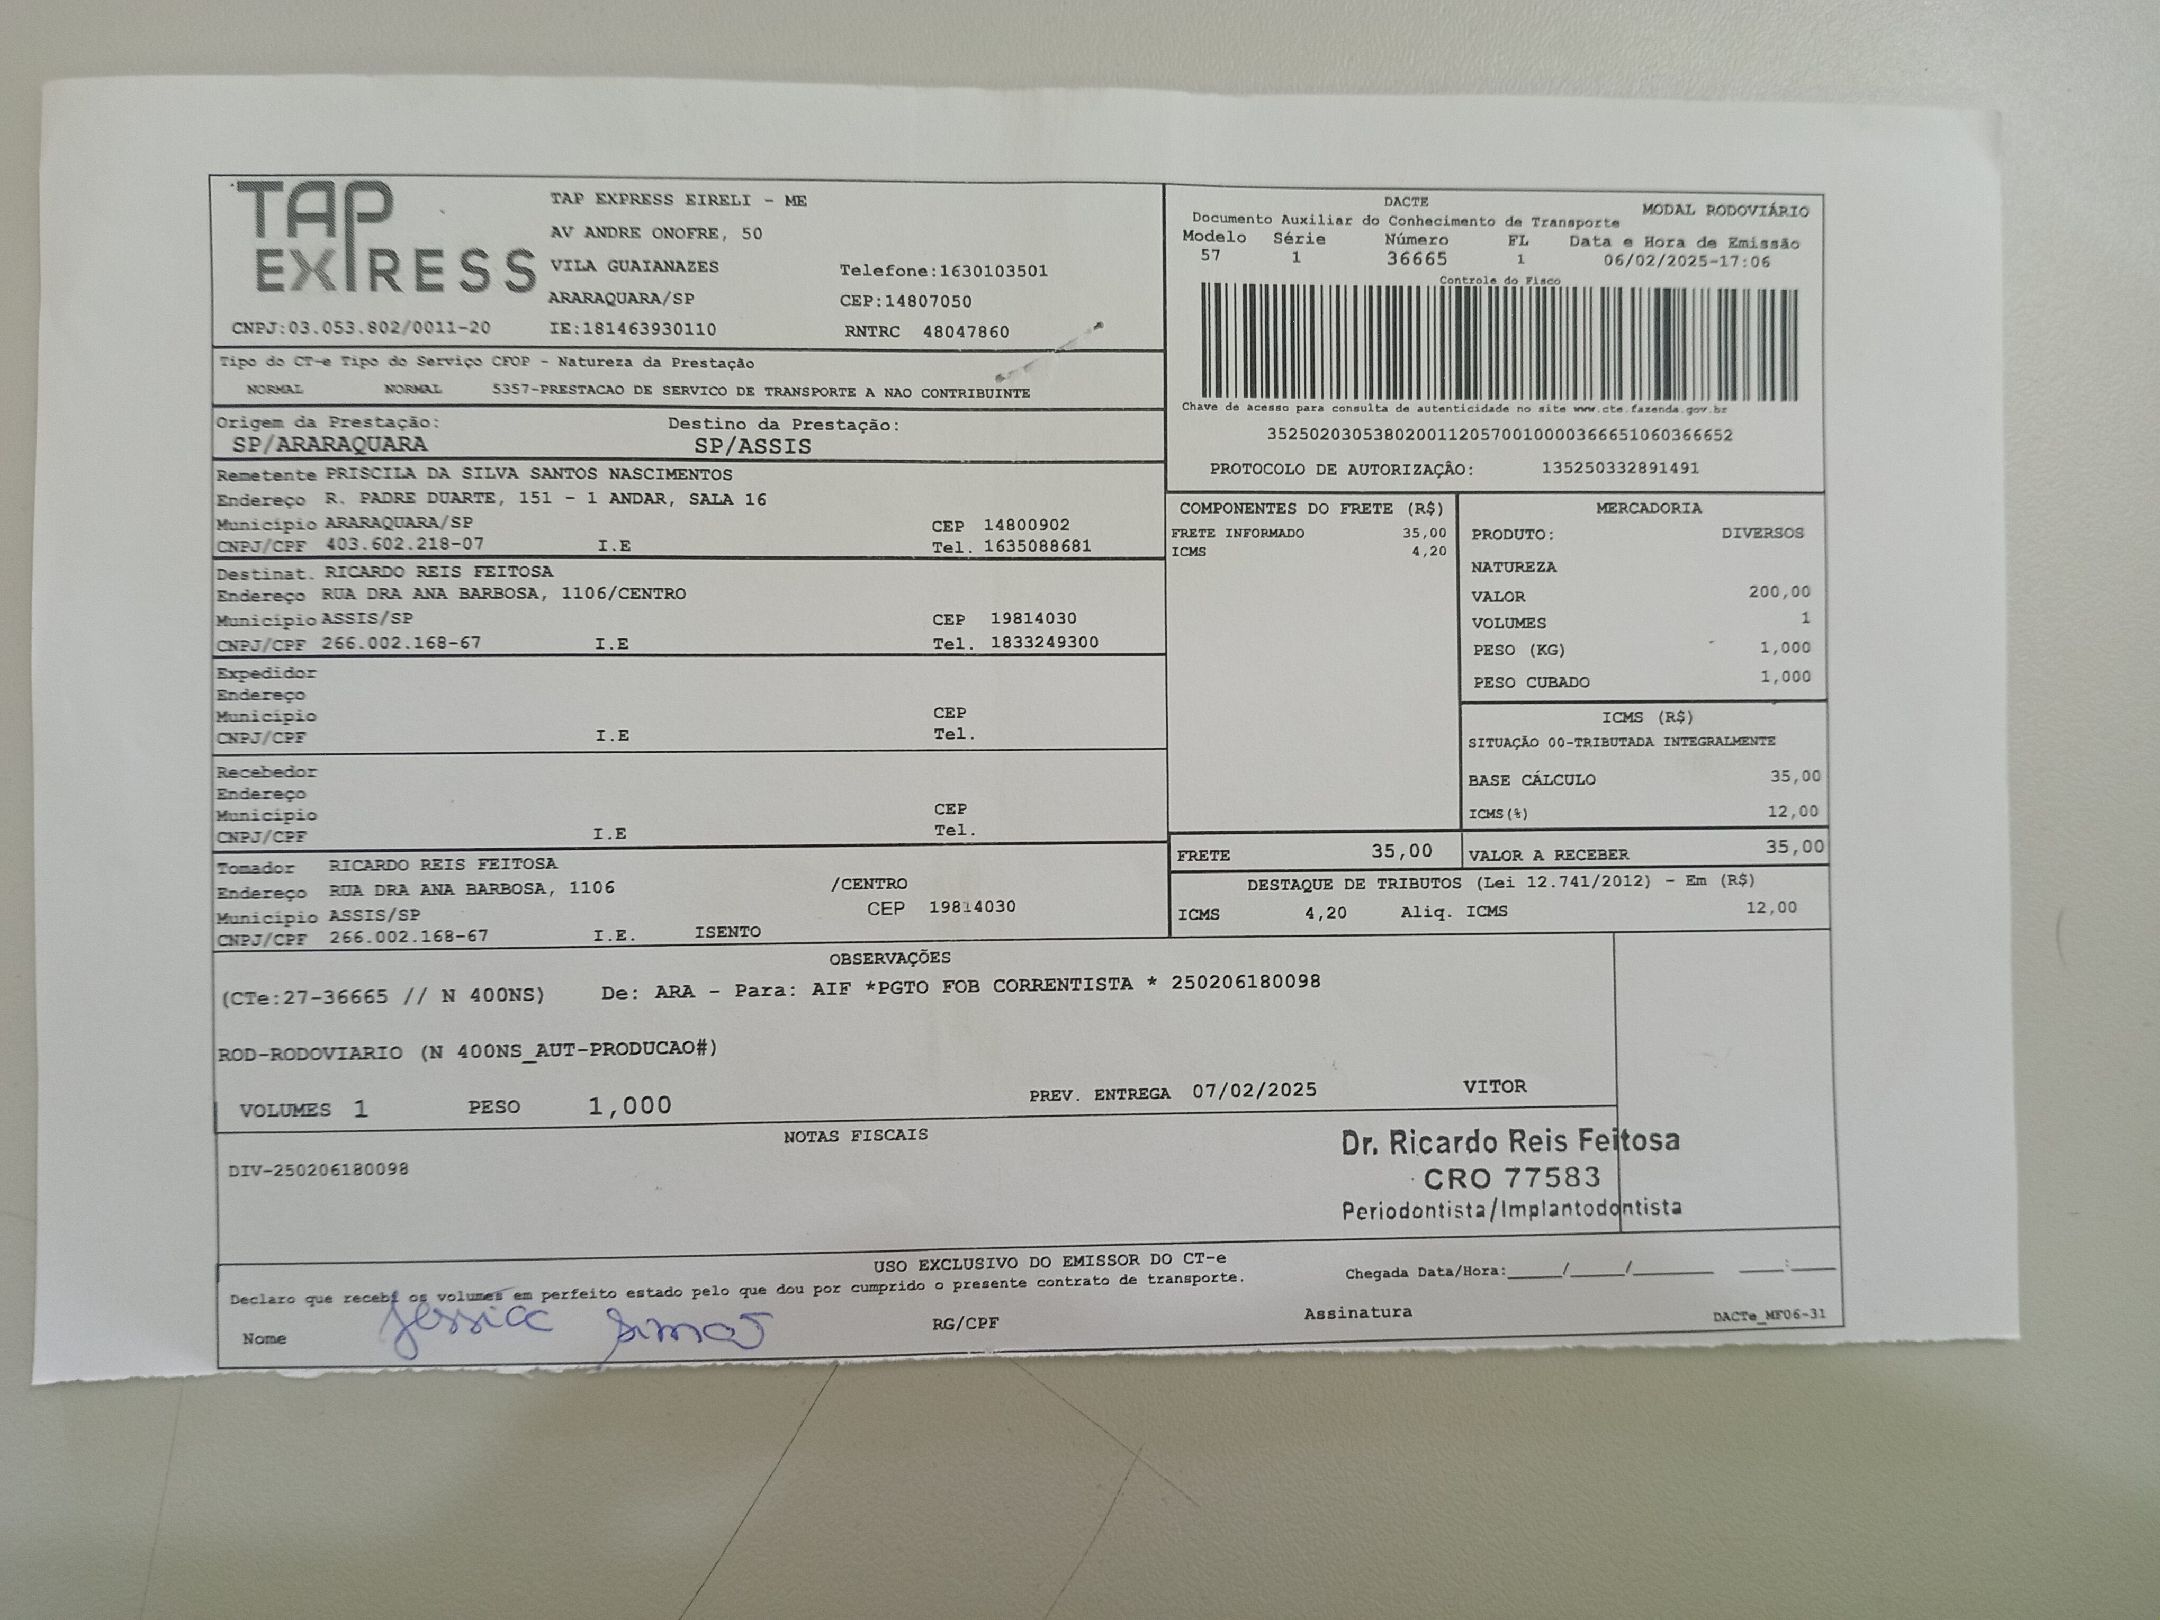 TAP EXPRESS
TAP EXPRESS EIRELI - ME
AV ANDRE ONOFRE, 50
VILA GUAIANAZES Telefone:1630103501
ARARAQUARA/SP CEP:14807050
CNPJ:03.053.802/0011-20 IE:181463930110 RNTRC 48047860
DACTE MODAL RODOVIÁRIO
Documento Auxiliar do Conhecimento de Transporte
Modelo Série Número FL Data e Hora de Emissão
57 1 36665 1 06/02/2025-17:06
Controle do Fisco
Chave de acesso para consulta de autenticidade no site www.cte.fazenda.gov.br
35250203053802001120570010000366651060366652
PROTOCOLO DE AUTORIZAÇÃO: 135250332891491
Tipo do CT-e Tipo do Serviço CFOP - Natureza da Prestação
NORMAL NORMAL 5357-PRESTACAO DE SERVICO DE TRANSPORTE A NAO CONTRIBUINTE
Origem da Prestação: Destino da Prestação:
SP/ARARAQUARA SP/ASSIS
Remetente PRISCILA DA SILVA SANTOS NASCIMENTOS
Endereço R. PADRE DUARTE, 151 - 1 ANDAR, SALA 16
Município ARARAQUARA/SP CEP 14800902
CNPJ/CPF 403.602.218-07 I.E Tel. 1635088681
Destinat. RICARDO REIS FEITOSA
Endereço RUA DRA ANA BARBOSA, 1106/CENTRO
Município ASSIS/SP CEP 19814030
CNPJ/CPF 266.002.168-67 I.E Tel. 1833249300
Expedidor
Endereço
Município CEP
CNPJ/CPF I.E Tel.
Recebedor
Endereço
Município CEP
CNPJ/CPF I.E Tel.
Tomador RICARDO REIS FEITOSA
Endereço RUA DRA ANA BARBOSA, 1106 /CENTRO
Município ASSIS/SP CEP 19814030
CNPJ/CPF 266.002.168-67 I.E. ISENTO
COMPONENTES DO FRETE (R$)
FRETE INFORMADO 35,00
ICMS 4,20
MERCADORIA
PRODUTO: DIVERSOS
NATUREZA
VALOR 200,00
VOLUMES 1
PESO (KG) 1,000
PESO CUBADO 1,000
ICMS (R$)
SITUAÇÃO 00-TRIBUTADA INTEGRALMENTE
BASE CÁLCULO 35,00
ICMS(%) 12,00
FRETE 35,00 VALOR A RECEBER 35,00
DESTAQUE DE TRIBUTOS (Lei 12.741/2012) - Em (R$)
ICMS 4,20 Aliq. ICMS 12,00
OBSERVAÇÕES
(CTe:27-36665 // N 400NS) De: ARA - Para: AIF *PGTO FOB CORRENTISTA * 250206180098
ROD-RODOVIARIO (N 400NS_AUT-PRODUCAO#)
VOLUMES 1 PESO 1,000 PREV. ENTREGA 07/02/2025 VITOR
NOTAS FISCAIS
DIV-250206180098
Dr. Ricardo Reis Feitosa
CRO 77583
Periodontista/Implantodontista
USO EXCLUSIVO DO EMISSOR DO CT-e
Declaro que recebi os volumes em perfeito estado pelo que dou por cumprido o presente contrato de transporte. Chegada Data/Hora:____/____/______ ___:___
Nome Jessica RG/CPF Assinatura DACTe_MF06-31